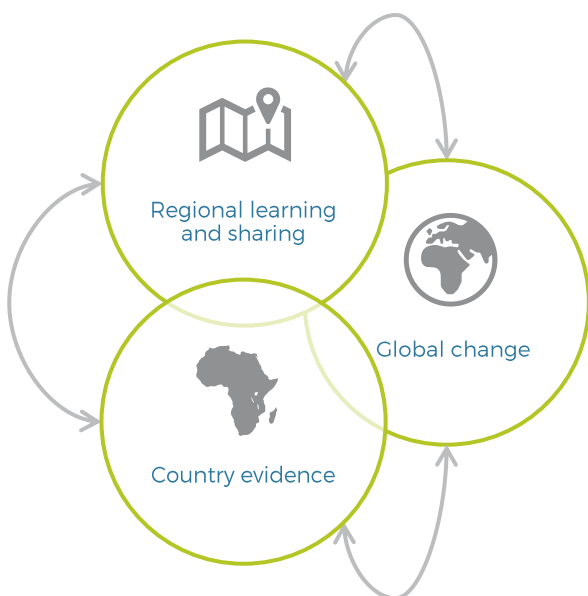 Regional learning
and sharing
Global change
Country evidence